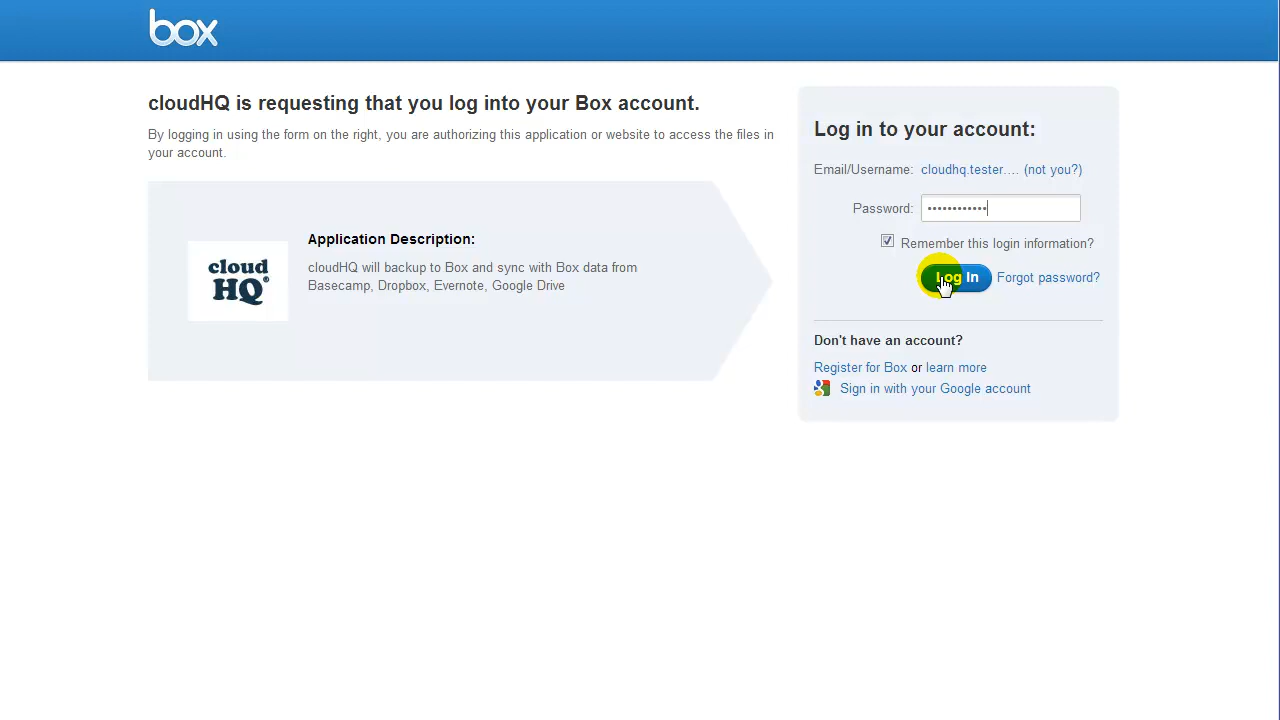 box
cloudHQ is requesting that you log into your Box account.
By logging in using the form on the right, you are authorizing this application or website to access the files in
your account.
cloud
HQ®
Application Description:
cloudHQ will backup to Box and sync with Box data from
Basecamp, Dropbox, Evernote, Google Drive
Log in to your account:
Email/Username: cloudhq.tester.... (not you?)
Password: ••••••••••••
Remember this login information?
Log In Forgot password?
Don't have an account?
Register for Box or learn more
Sign in with your Google account